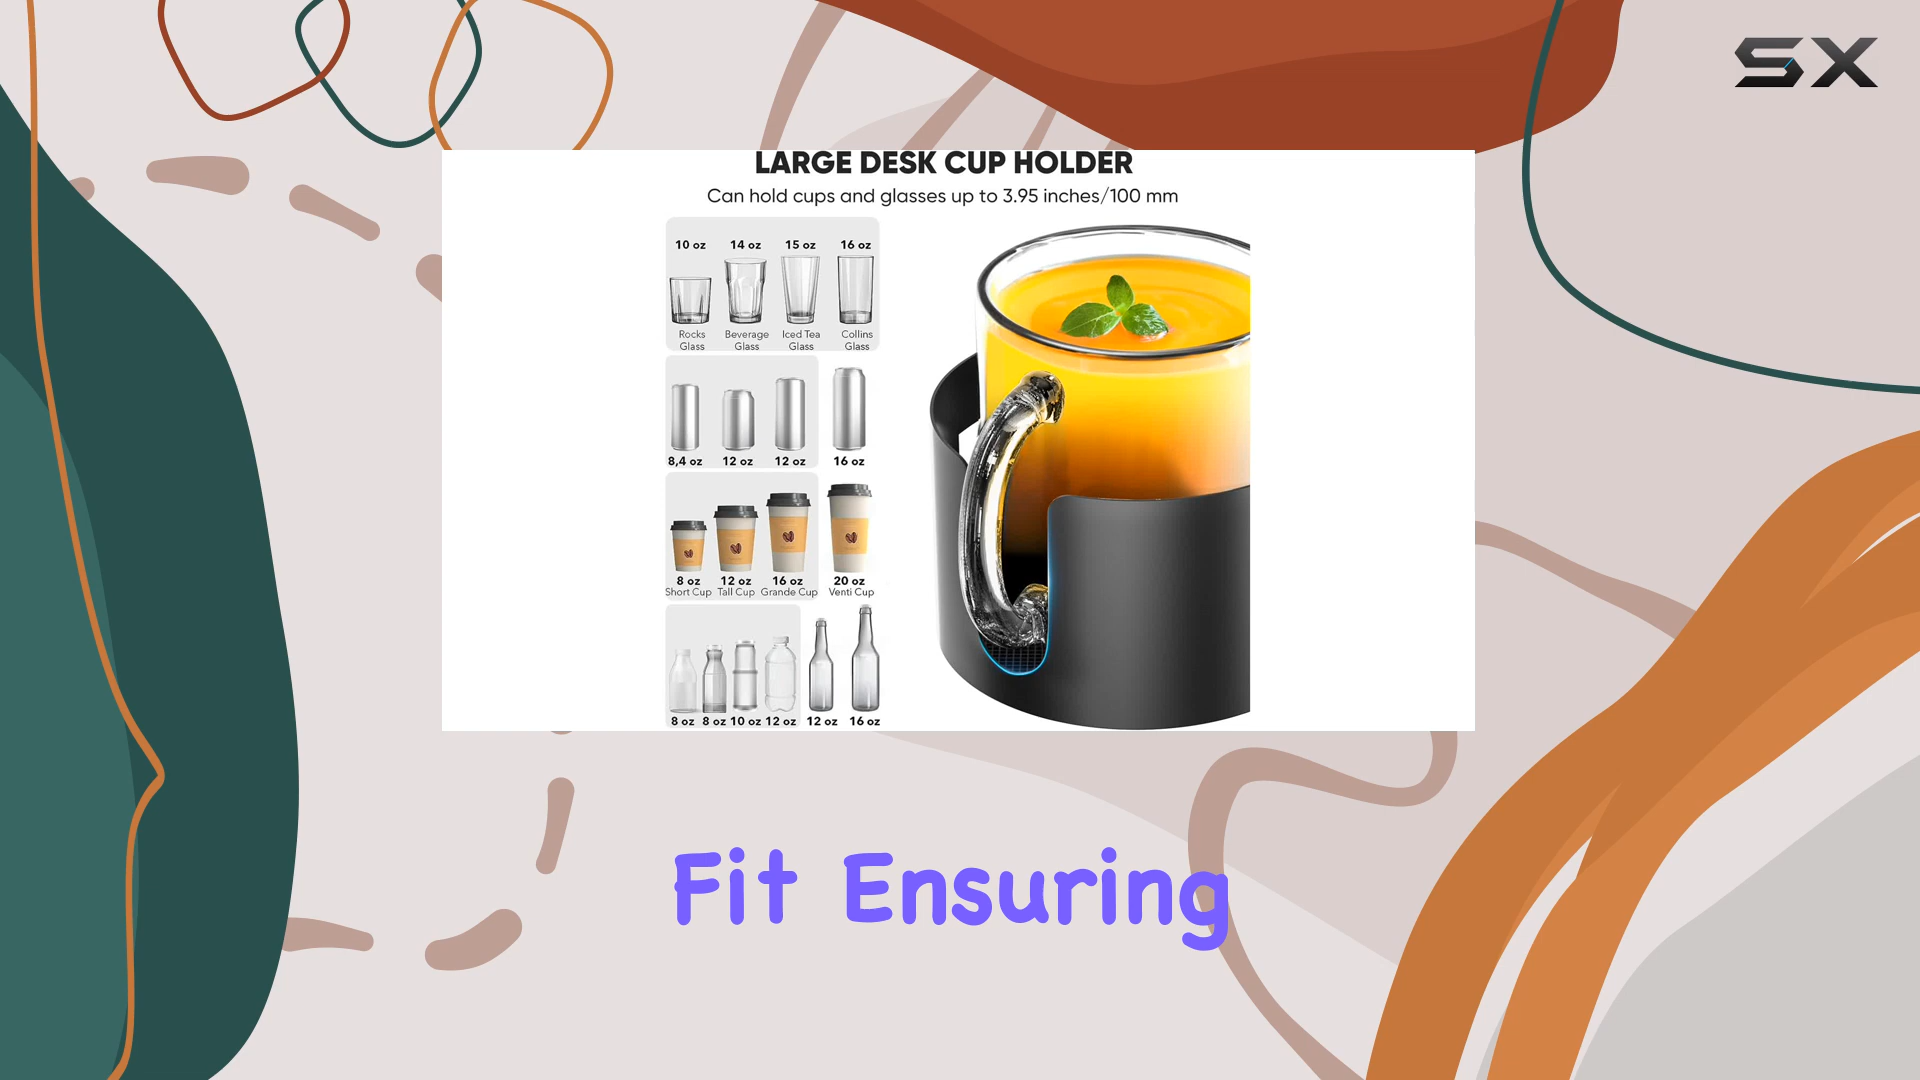 SX
LARGE DESK CUP HOLDER
Can hold cups and glasses up to 3.95 inches/100 mm
10 oz 14 oz 15 oz 16 oz
Rocks Glass Beverage Glass Iced Tea Glass Collins Glass
8,4 oz 12 oz 12 oz 16 oz
8 oz 12 oz 16 oz 20 oz
Short Cup Tall Cup Grande Cup Venti Cup
8 oz 8 oz 10 oz 12 oz 12 oz 16 oz
Fit Ensuring